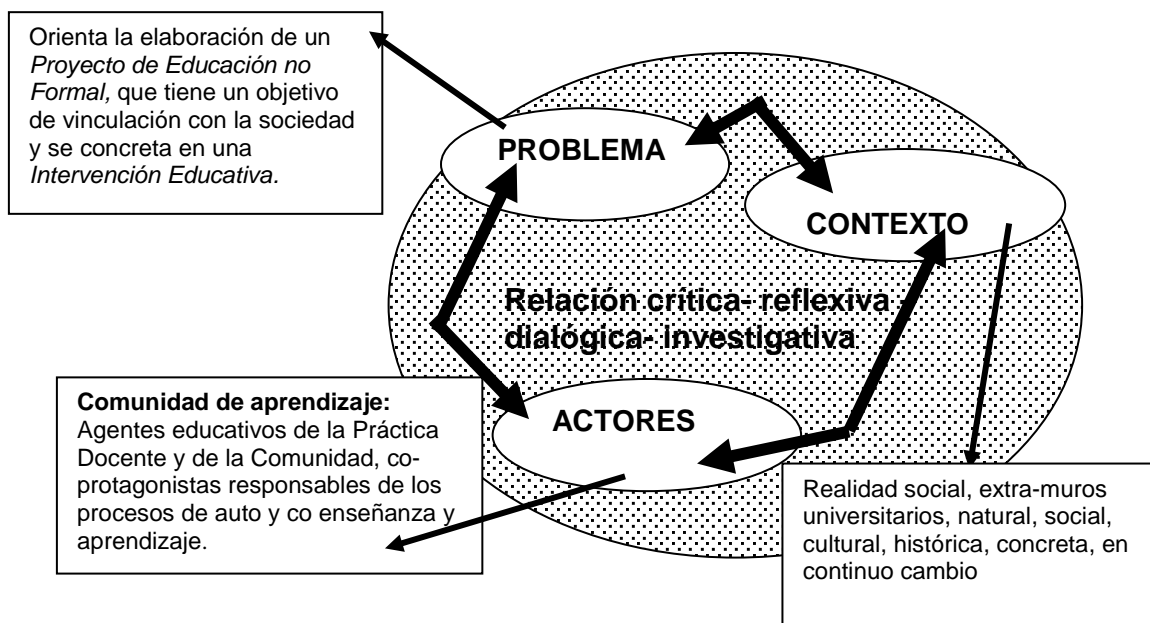 Orienta la elaboración de un
Proyecto de Educación no
Formal, que tiene un objetivo
de vinculación con la sociedad
y se concreta en una
Intervención Educativa.
PROBLEMA
CONTEXTO
Relación crítica- reflexiva -
dialógica- investigativa
Comunidad de aprendizaje:
Agentes educativos de la Práctica
Docente y de la Comunidad, co-
protagonistas responsables de los
procesos de auto y co enseñanza y
aprendizaje.
ACTORES
Realidad social, extra-muros
universitarios, natural, social,
cultural, histórica, concreta, en
continuo cambio